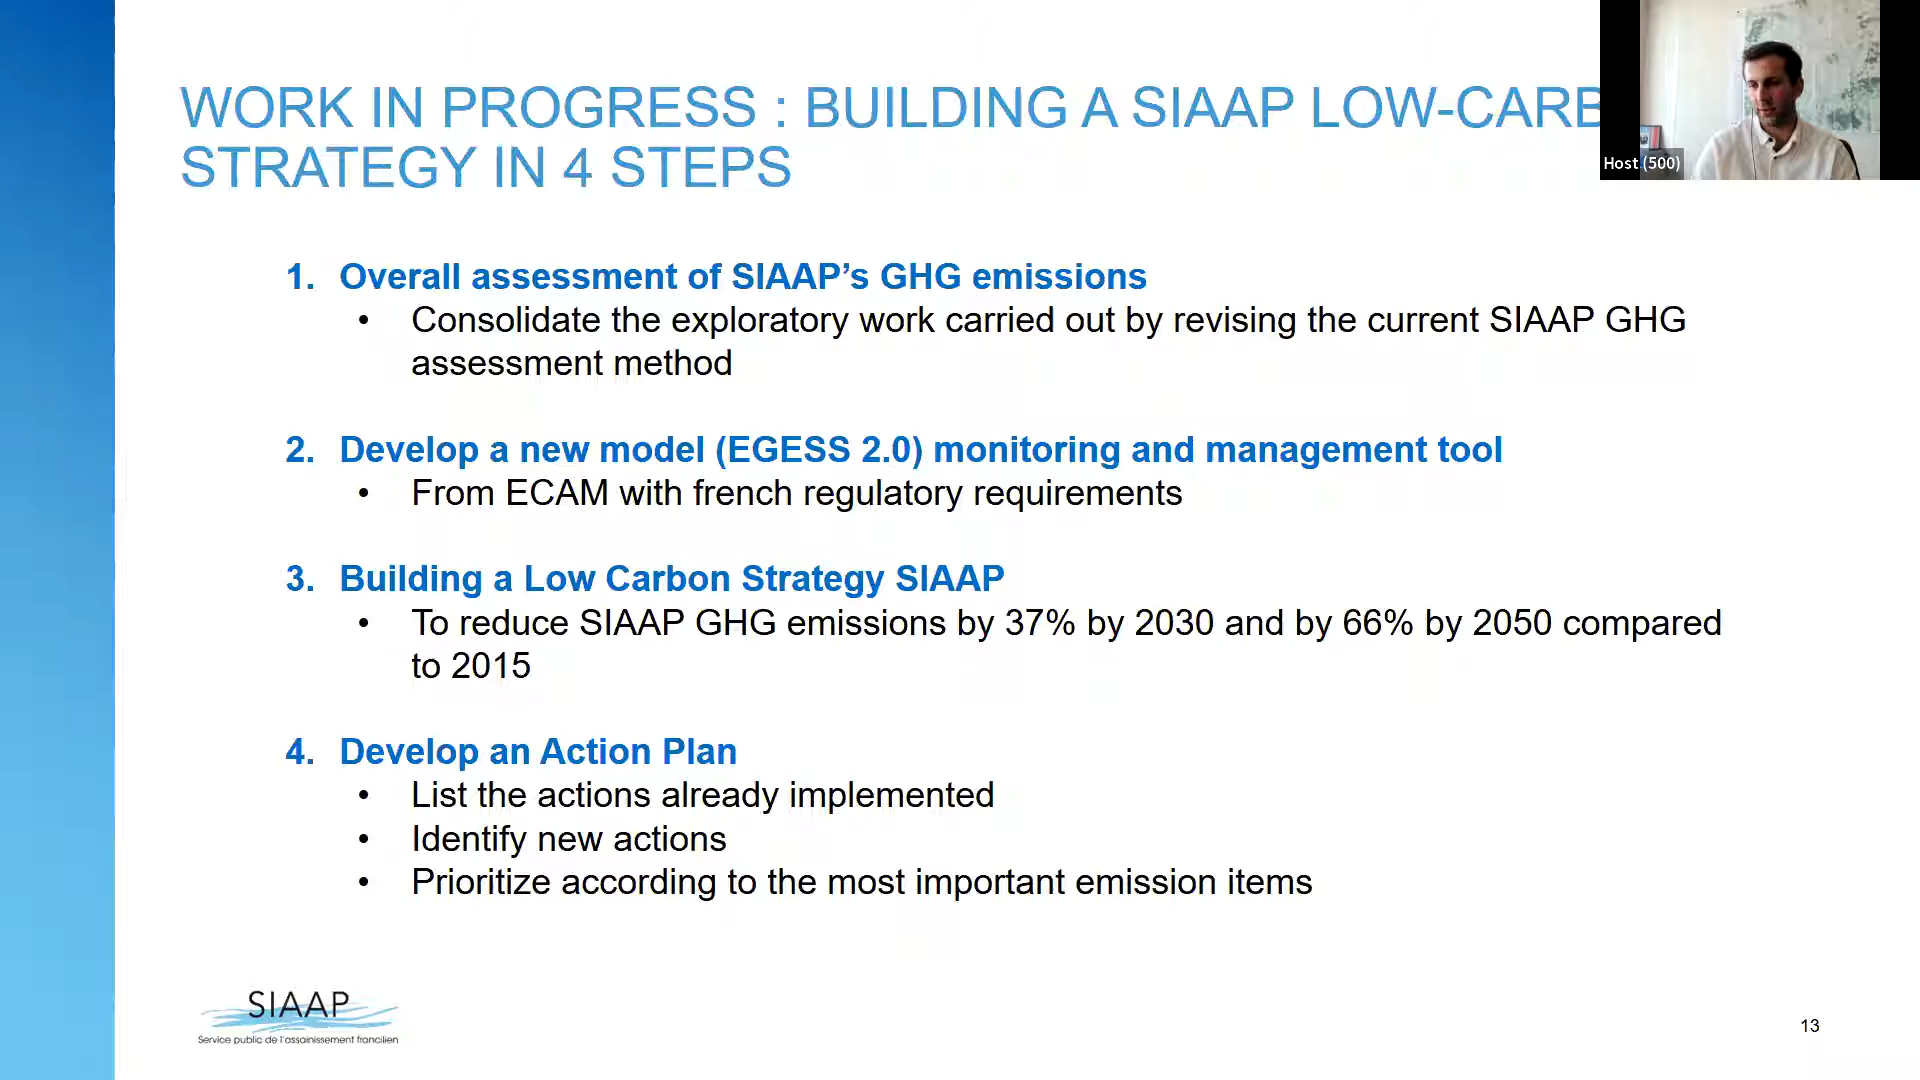 WORK IN PROGRESS : BUILDING A SIAAP LOW-CARB
STRATEGY IN 4 STEPS
Host (500)
1. Overall assessment of SIAAP’s GHG emissions
• Consolidate the exploratory work carried out by revising the current SIAAP GHG
assessment method
2. Develop a new model (EGESS 2.0) monitoring and management tool
• From ECAM with french regulatory requirements
3. Building a Low Carbon Strategy SIAAP
• To reduce SIAAP GHG emissions by 37% by 2030 and by 66% by 2050 compared
to 2015
4. Develop an Action Plan
• List the actions already implemented
• Identify new actions
• Prioritize according to the most important emission items
SIAAP
Service public de l'assainissement francilien
13